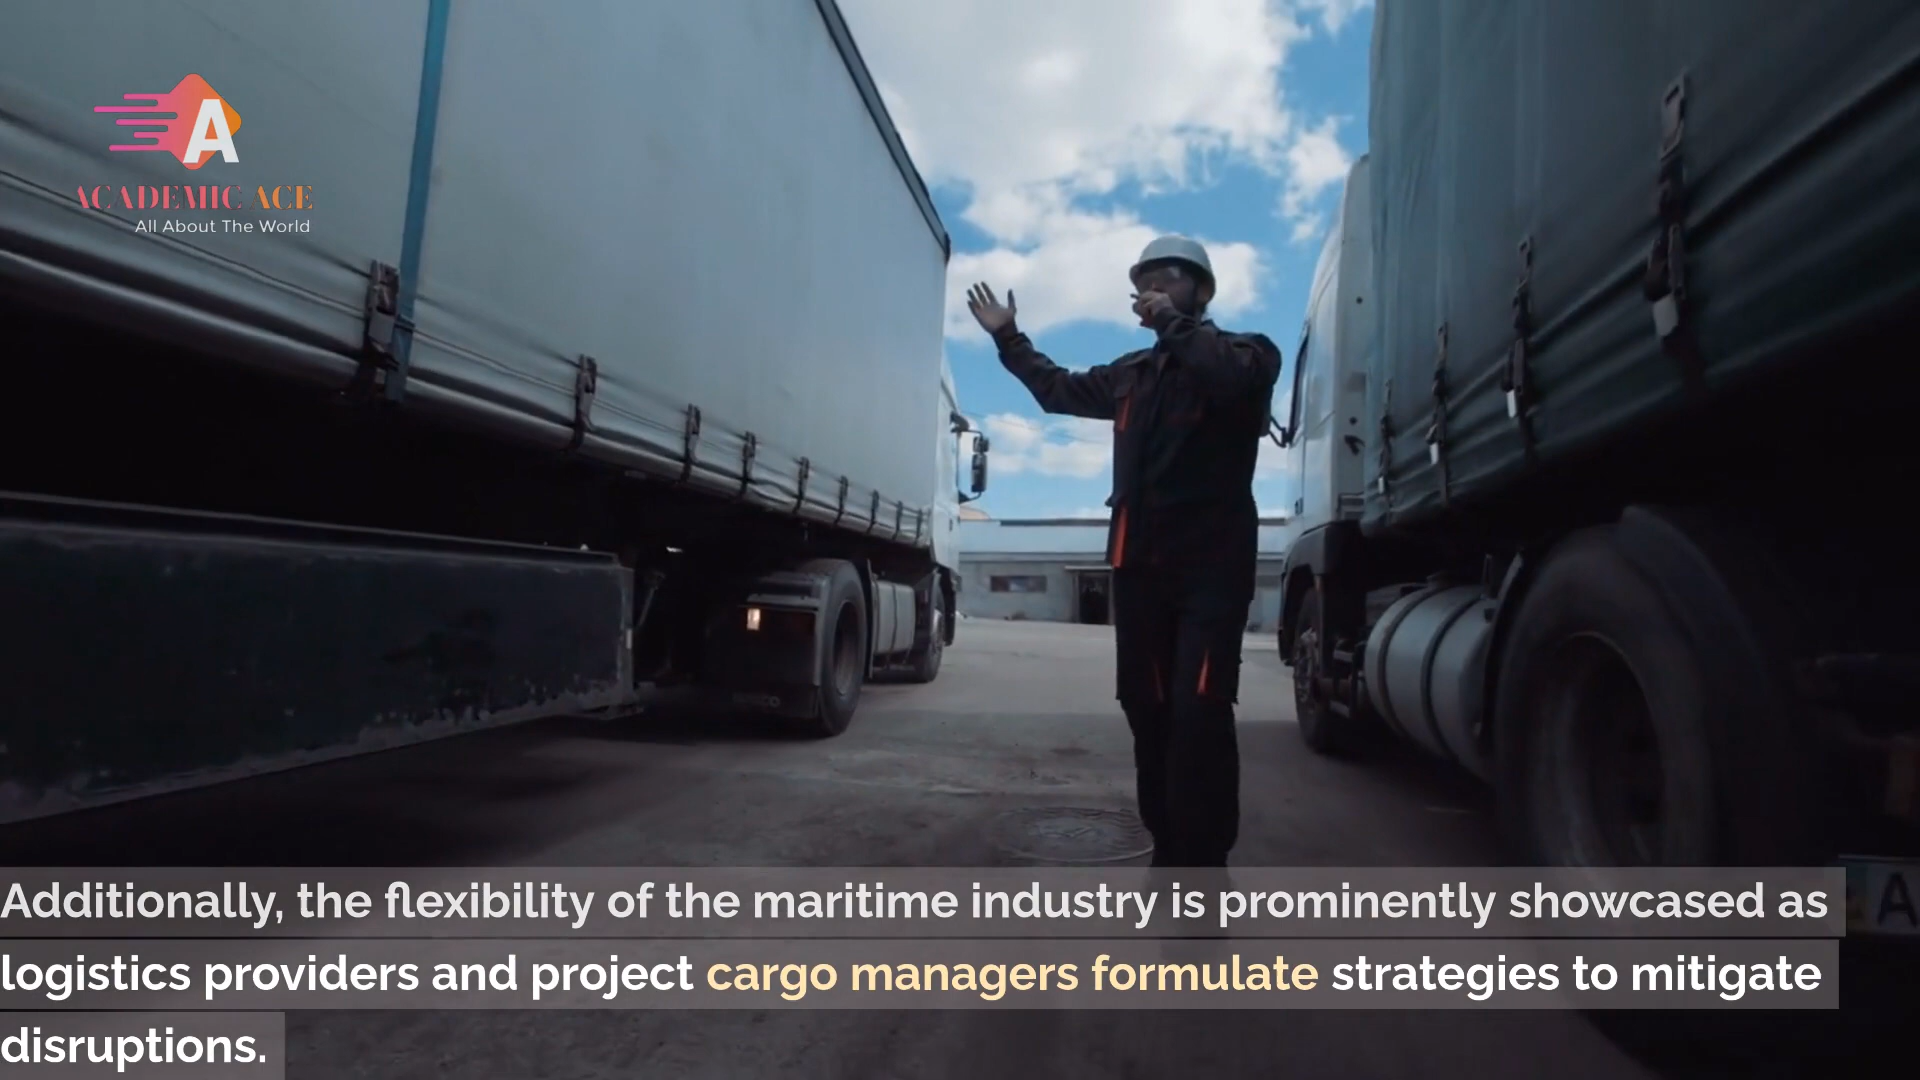 A
ACADEMIC ACE
All About The World
Additionally, the flexibility of the maritime industry is prominently showcased as
logistics providers and project cargo managers formulate strategies to mitigate
disruptions.